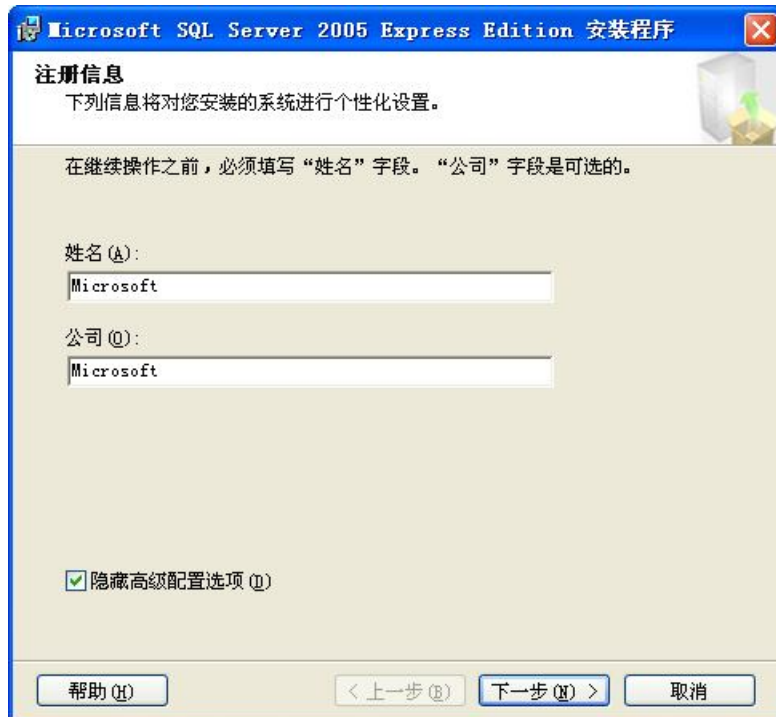 Microsoft SQL Server 2005 Express Edition 安装程序
注册信息
下列信息将对您安装的系统进行个性化设置。
在继续操作之前，必须填写“姓名”字段。“公司”字段是可选的。
姓名(A):
Microsoft
公司(O):
Microsoft
隐藏高级配置选项(D)
帮助(H) < 上一步(B) 下一步(N) > 取消